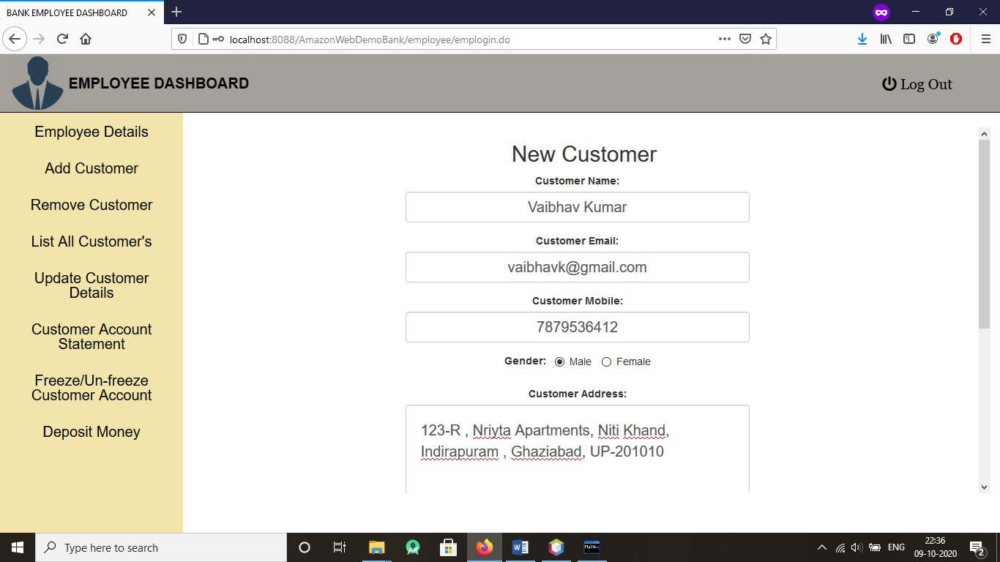 BANK EMPLOYEE DASHBOARD
localhost:8088/AmazonWebDemoBank/employee/emplogin.do
EMPLOYEE DASHBOARD
Log Out
Employee Details
Add Customer
Remove Customer
List All Customer's
Update Customer
Details
Customer Account
Statement
Freeze/Un-freeze
Customer Account
Deposit Money
New Customer
Customer Name:
Vaibhav Kumar
Customer Email:
vaibhavk@gmail.com
Customer Mobile:
7879536412
Gender: Male Female
Customer Address:
123-R , Nriyta Apartments, Niti Khand,
Indirapuram , Ghaziabad, UP-201010
Type here to search
MySQL
ENG
22:36
09-10-2020
2